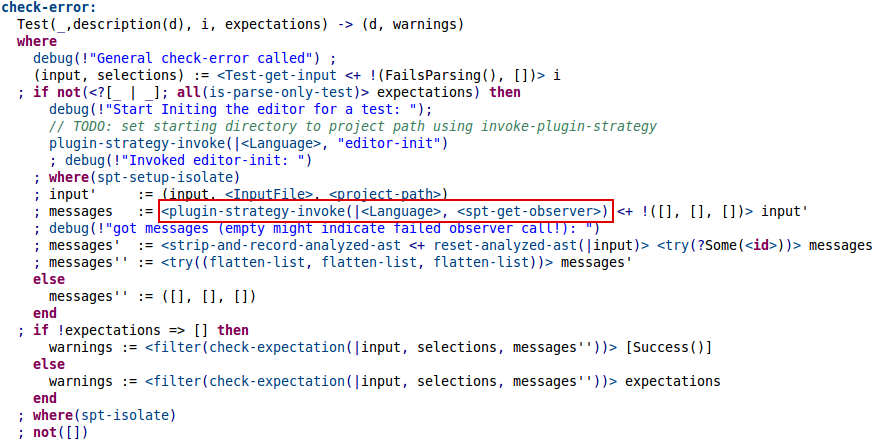 check-error:
  Test(_,description(d), i, expectations) -> (d, warnings)
  where
    debug(!"General check-error called") ;
    (input, selections) := <Test-get-input <+ !(FailsParsing(), [])> i
  ; if not(<?[_ | _]; all(is-parse-only-test)> expectations) then
      debug(!"Start Initing the editor for a test: ");
      // TODO: set starting directory to project path using invoke-plugin-strategy
      plugin-strategy-invoke(|<Language>, "editor-init")
      ; debug(!"Invoked editor-init: ")
    ; where(spt-setup-isolate)
    ; input'     := (input, <InputFile>, <project-path>)
    ; messages   := <plugin-strategy-invoke(|<Language>, <spt-get-observer>) <+ !([], [], [])> input'
    ; debug(!"got messages (empty might indicate failed observer call!): ")
    ; messages'  := <strip-and-record-analyzed-ast <+ reset-analyzed-ast(|input)> <try(?Some(<id>))> messages
    ; messages'' := <try((flatten-list, flatten-list, flatten-list))> messages'
    else
      messages'' := ([], [], [])
    end
  ; if !expectations => [] then
      warnings := <filter(check-expectation(|input, selections, messages''))> [Success()]
    else
      warnings := <filter(check-expectation(|input, selections, messages''))> expectations
    end
  ; where(spt-isolate)
  ; not([])